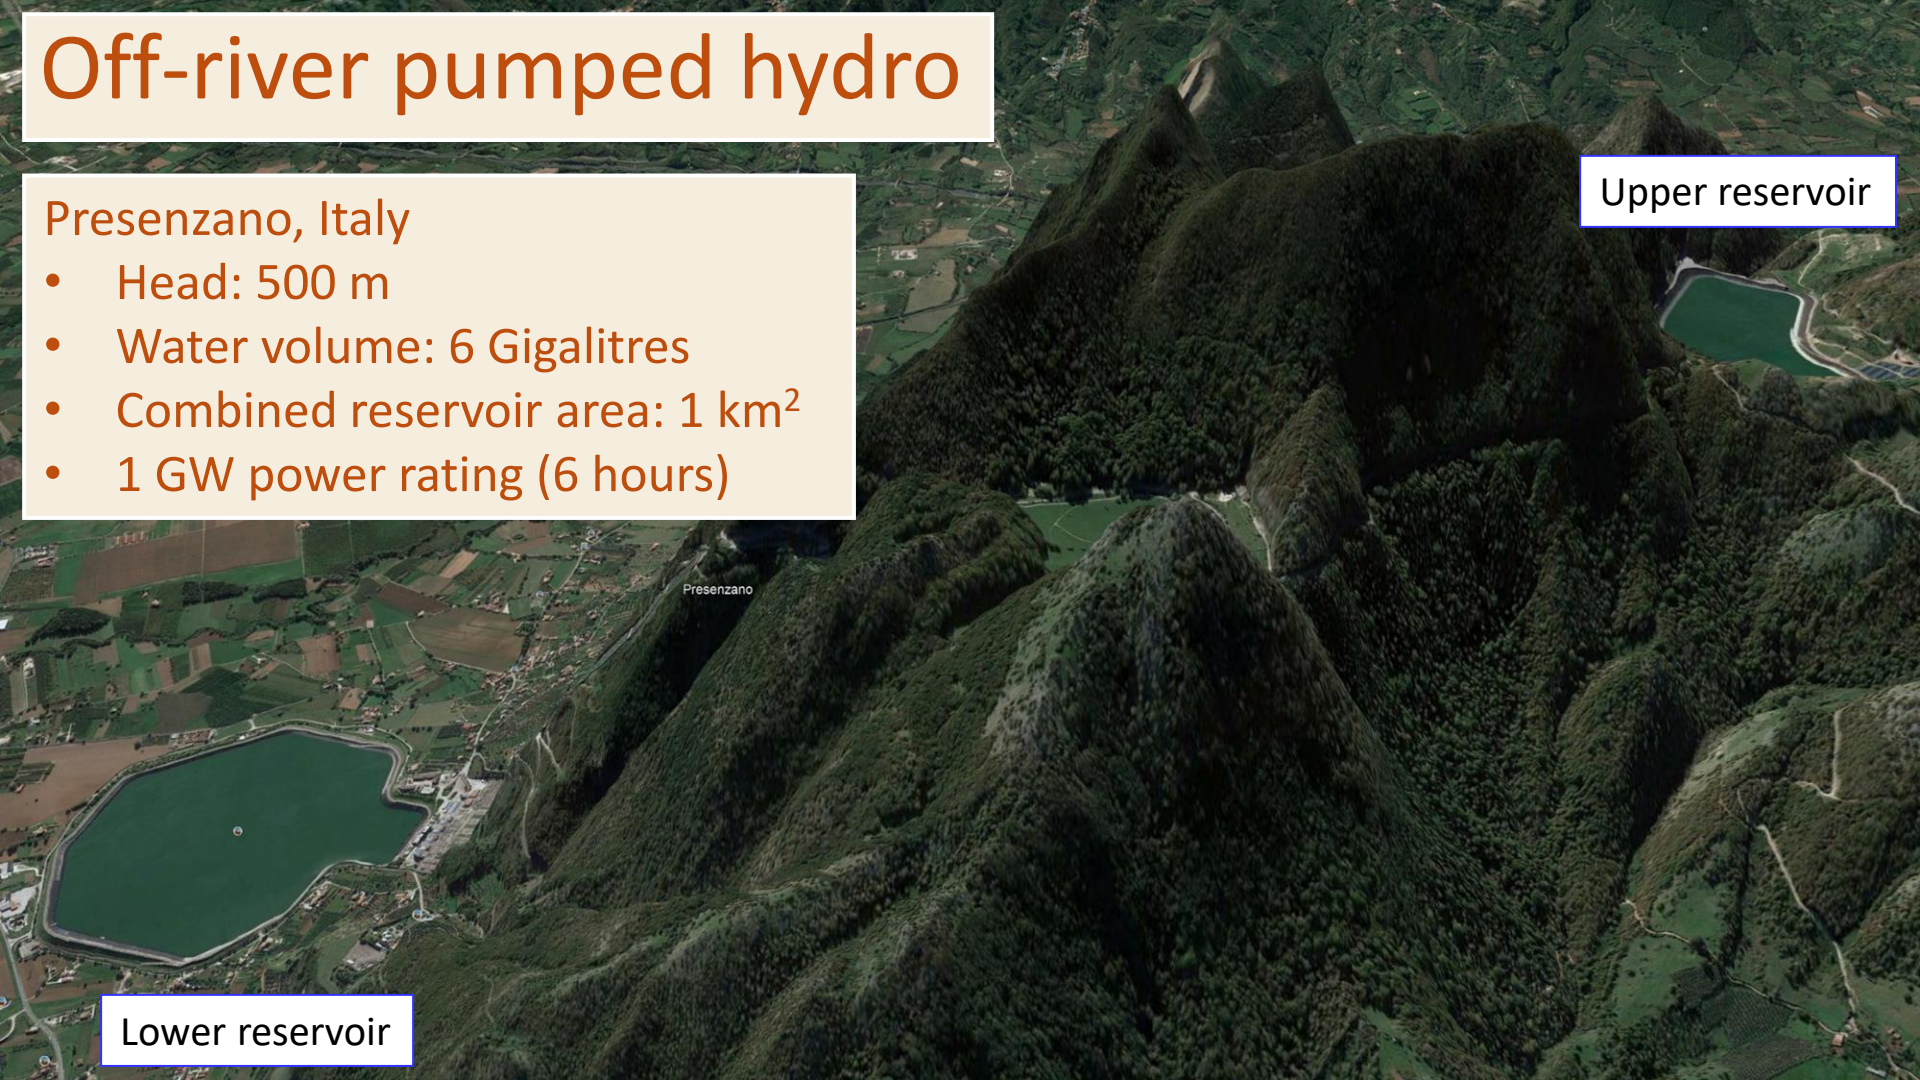 Off-river pumped hydro
Presenzano, Italy
• Head: 500 m
• Water volume: 6 Gigalitres
• Combined reservoir area: 1 km²
• 1 GW power rating (6 hours)
Upper reservoir
Presenzano
Lower reservoir